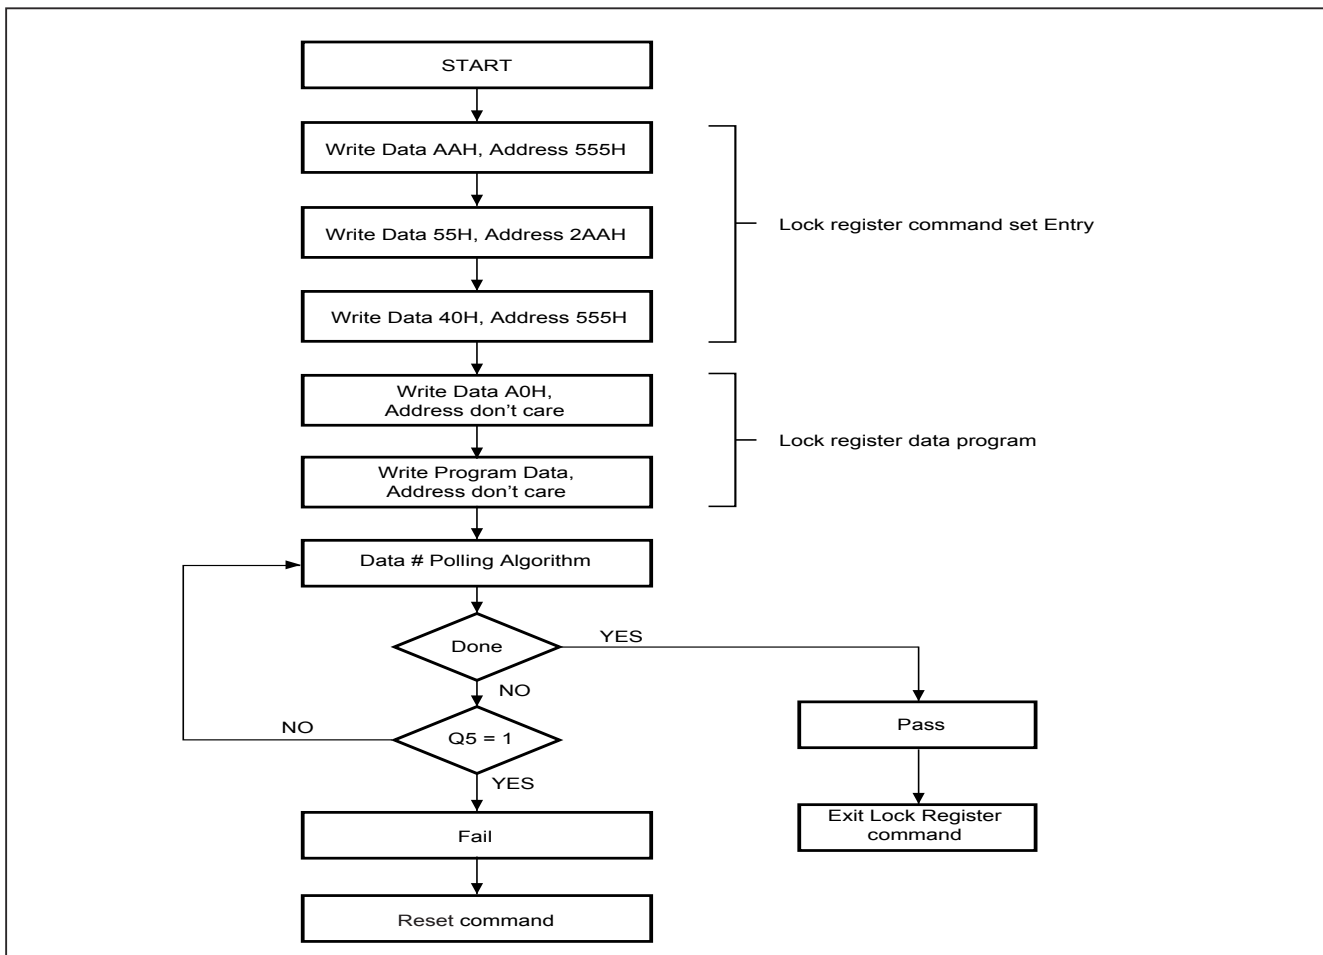 START
Write Data AAH, Address 555H
Write Data 55H, Address 2AAH
Write Data 40H, Address 555H
Lock register command set Entry
Write Data A0H,
Address don't care
Write Program Data,
Address don't care
Lock register data program
Data # Polling Algorithm
Done
YES
NO
Q5 = 1
NO
YES
Fail
Reset command
Pass
Exit Lock Register
command